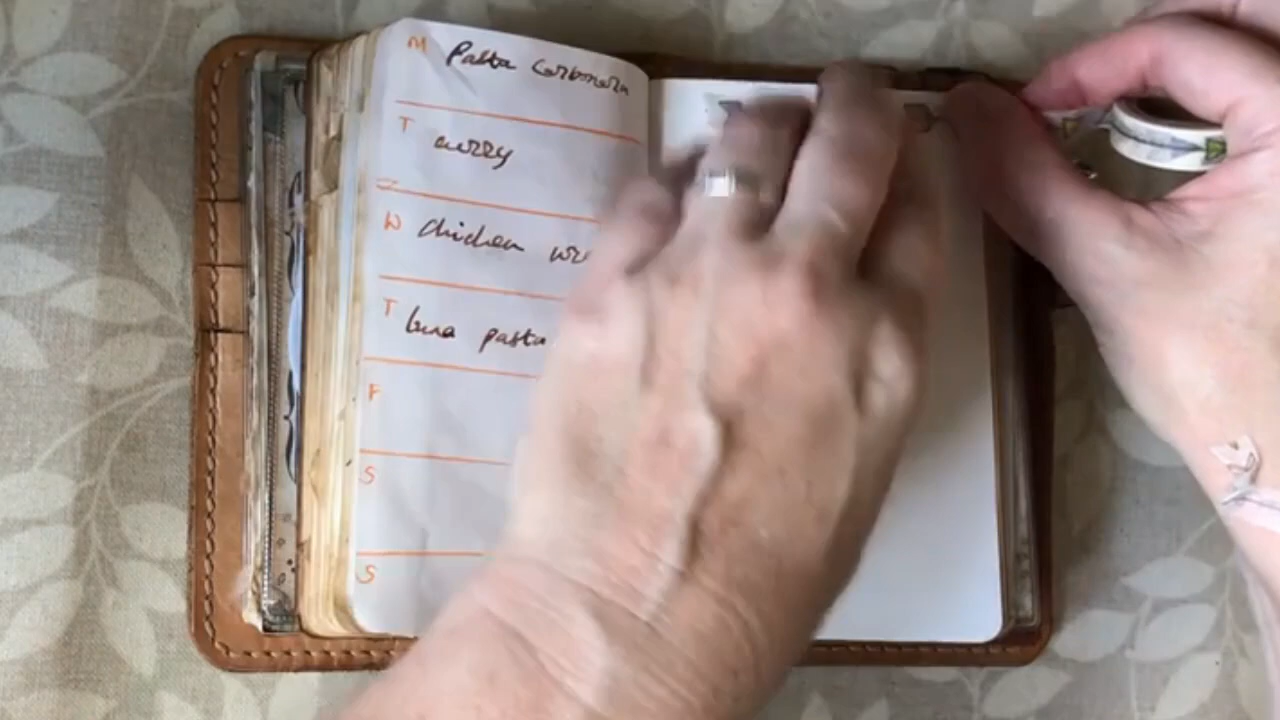 M Pasta Carbonara
T curry
W chicken
T tuna pasta
F
S
S